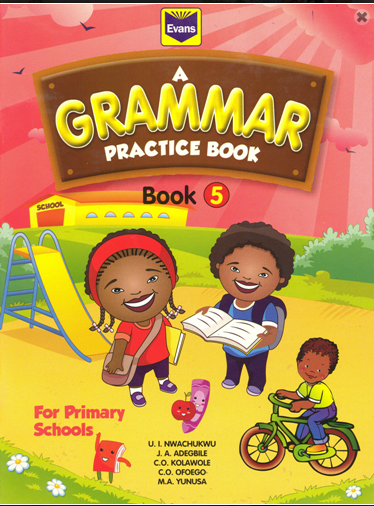 Evans
A
GRAMMAR
PRACTICE BOOK
Book 5
SCHOOL
For Primary
Schools
U. I. NWACHUKWU
J. A. ADEGBILE
C.O. KOLAWOLE
C.O. OFOEGO
M.A. YUNUSA